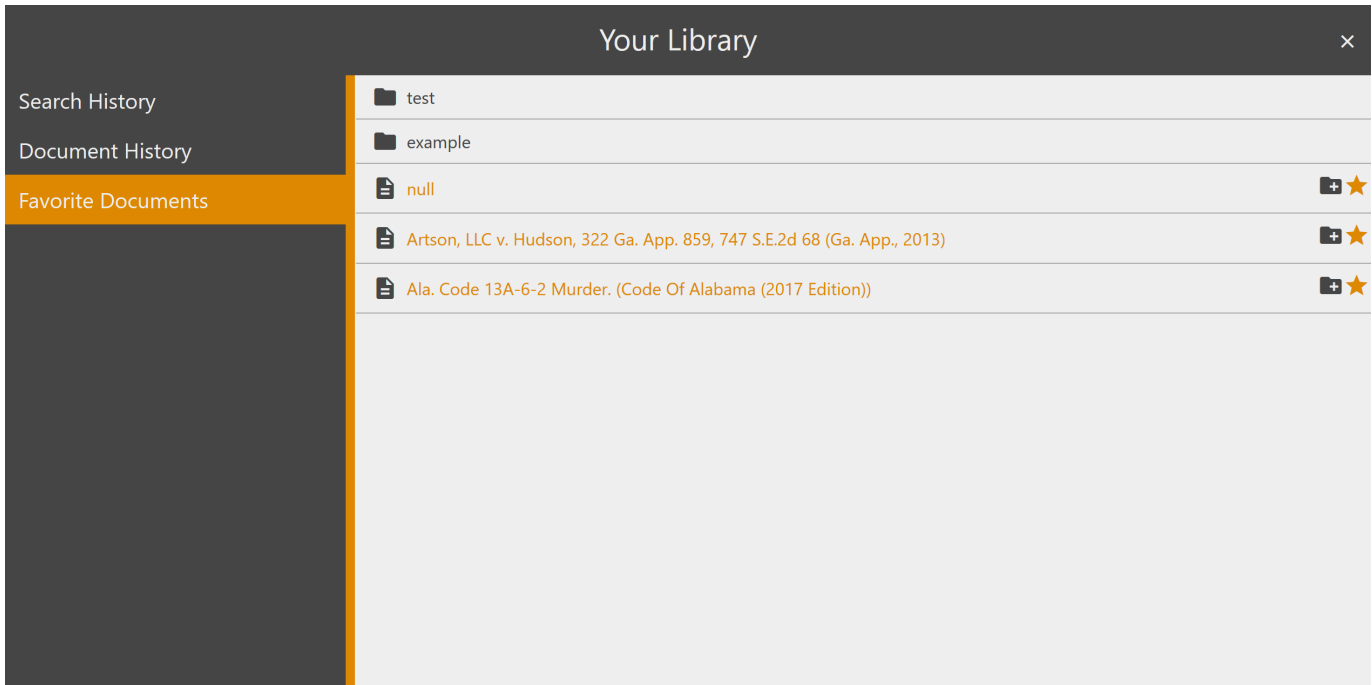 Your Library
×
Search History
Document History
Favorite Documents
test
example
null
Artson, LLC v. Hudson, 322 Ga. App. 859, 747 S.E.2d 68 (Ga. App., 2013)
Ala. Code 13A-6-2 Murder. (Code Of Alabama (2017 Edition))